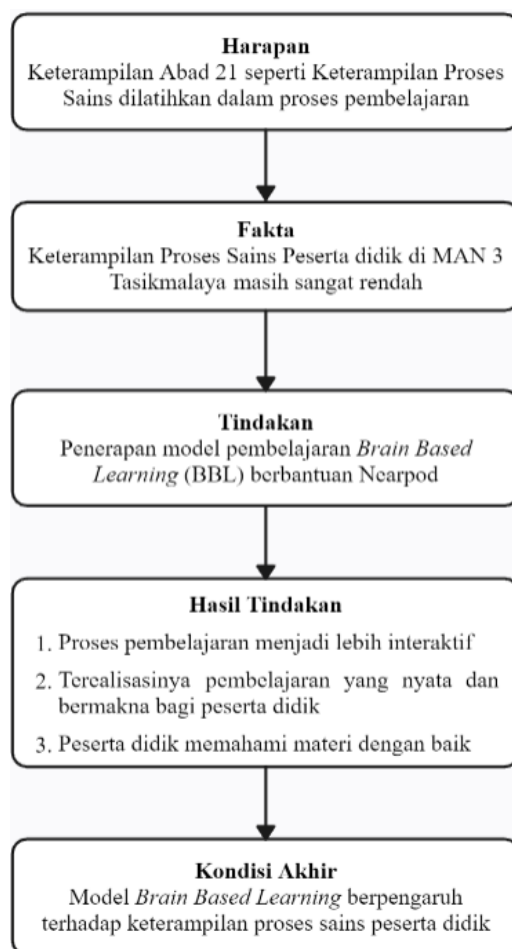 Harapan
Keterampilan Abad 21 seperti Keterampilan Proses
Sains dilatihkan dalam proses pembelajaran
Fakta
Keterampilan Proses Sains Peserta didik di MAN 3
Tasikmalaya masih sangat rendah
Tindakan
Penerapan model pembelajaran Brain Based
Learning (BBL) berbantuan Nearpod
Hasil Tindakan
1. Proses pembelajaran menjadi lebih interaktif
2. Terealisasinya pembelajaran yang nyata dan
bermakna bagi peserta didik
3. Peserta didik memahami materi dengan baik
Kondisi Akhir
Model Brain Based Learning berpengaruh
terhadap keterampilan proses sains peserta didik